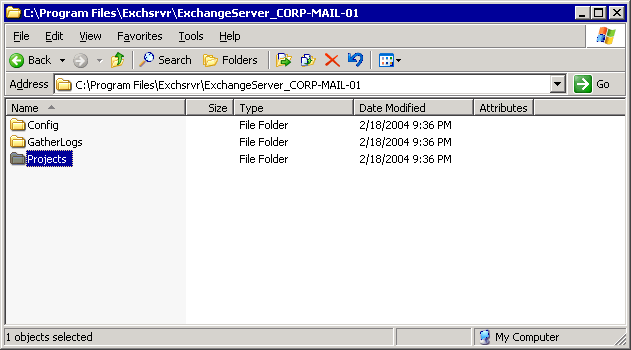 C:\Program Files\Exchsrvr\ExchangeServer_CORP-MAIL-01
File Edit View Favorites Tools Help
Back Search Folders
Address C:\Program Files\Exchsrvr\ExchangeServer_CORP-MAIL-01 Go
Name Size Type Date Modified Attributes
Config File Folder 2/18/2004 9:36 PM
GatherLogs File Folder 2/18/2004 9:36 PM
Projects File Folder 2/18/2004 9:36 PM
1 objects selected My Computer